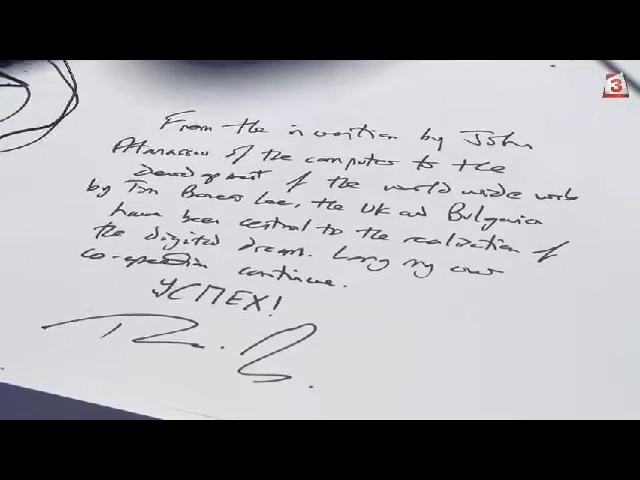 From the invention by John
Atanasov of the computer to the
Development of the world wide web
by Tim Berners Lee, the UK and Bulgaria
have been central to the realization of
the digital dream. Long may our
co-operation continue.
УСПЕХ!
3